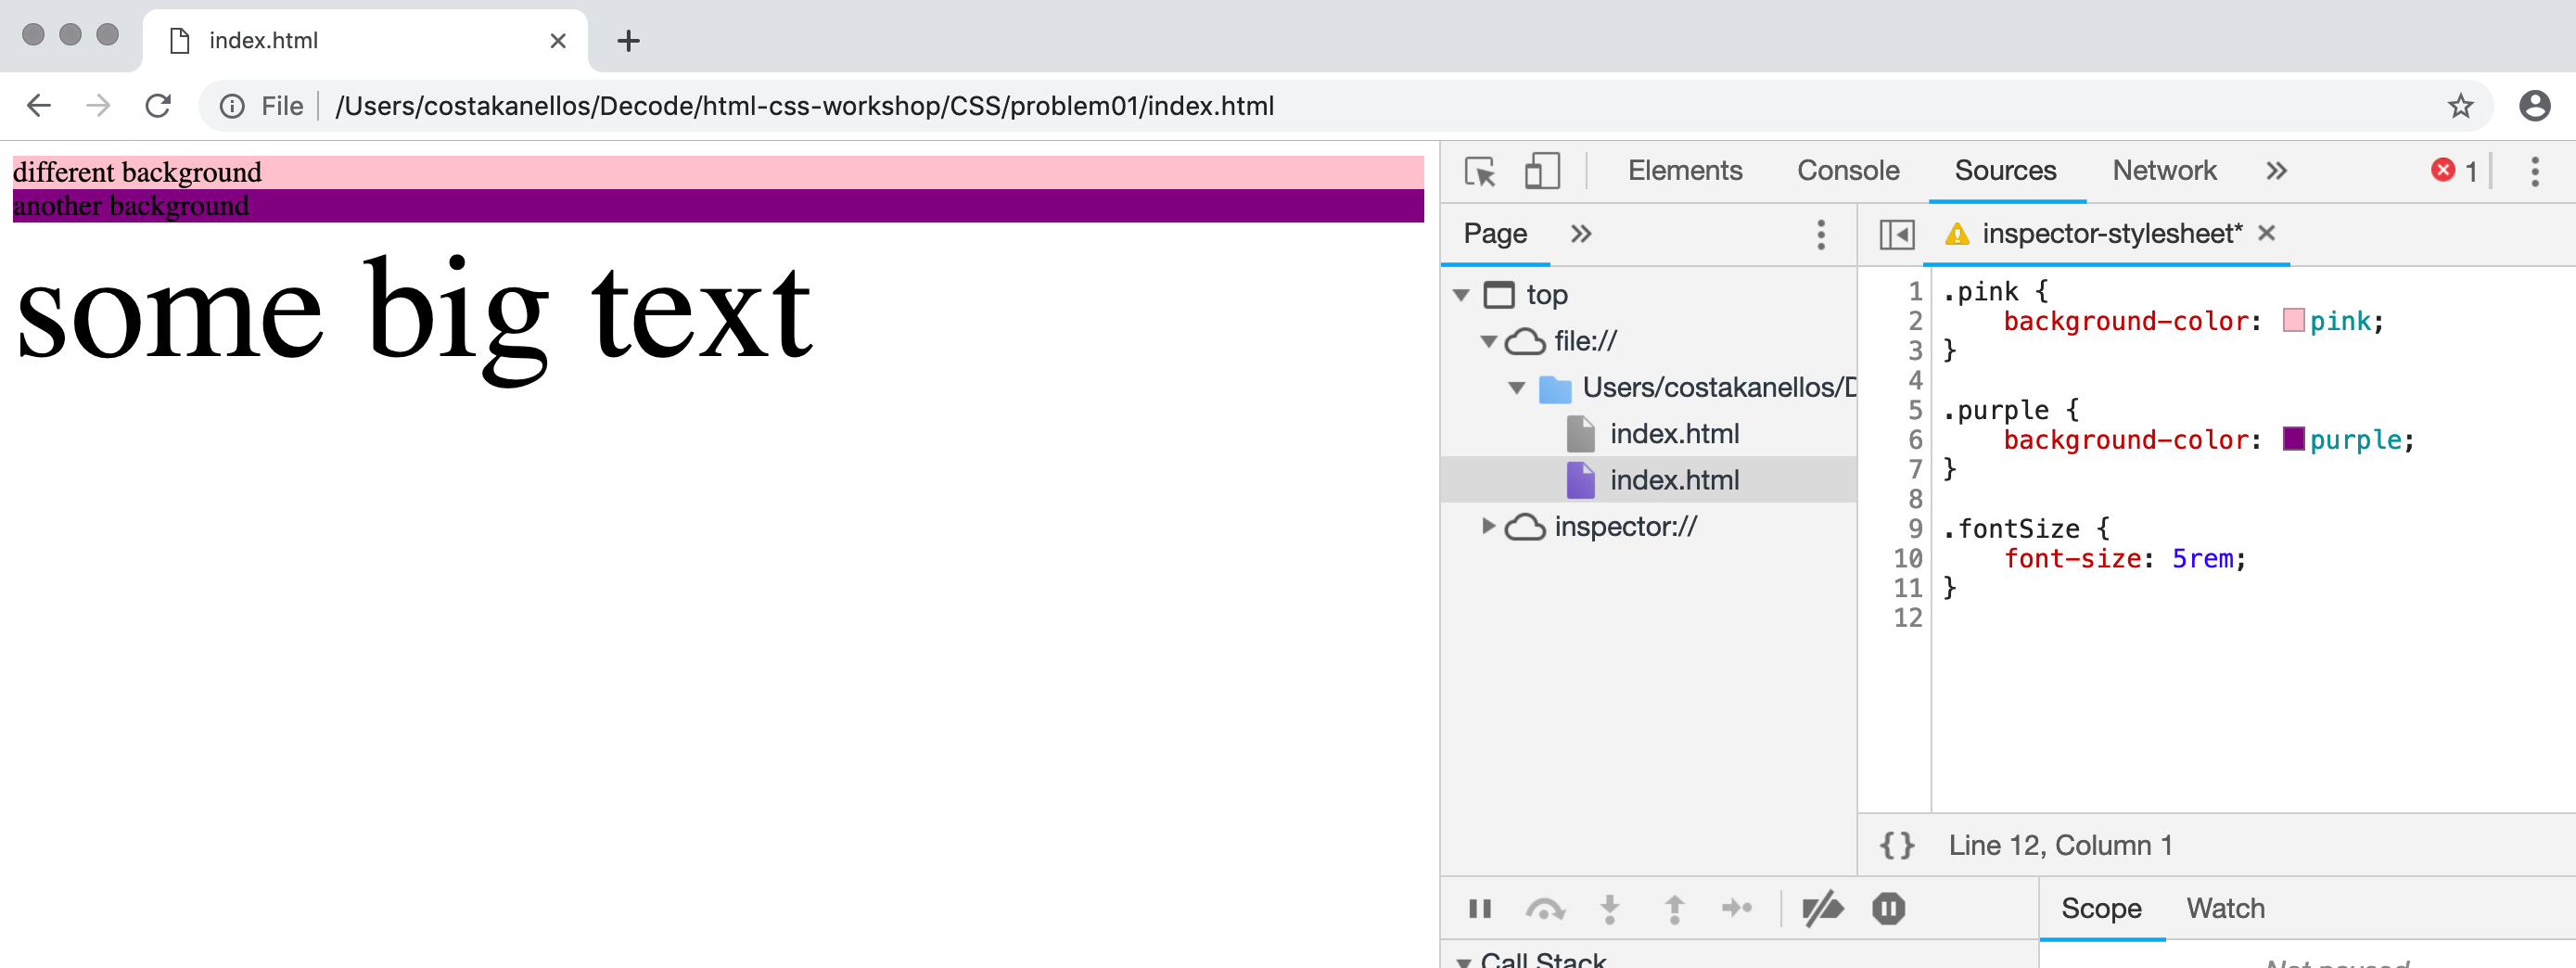 index.html
File /Users/costakanellos/Decode/html-css-workshop/CSS/problem01/index.html
different background
another background
some big text
Elements Console Sources Network 1
Page
top
file://
Users/costakanellos/D
index.html
index.html
inspector://
inspector-stylesheet*
1 .pink {
2 background-color: pink;
3 }
4
5 .purple {
6 background-color: purple;
7 }
8
9 .fontSize {
10 font-size: 5rem;
11 }
12
{} Line 12, Column 1
Scope Watch
Call Stack
Not paused